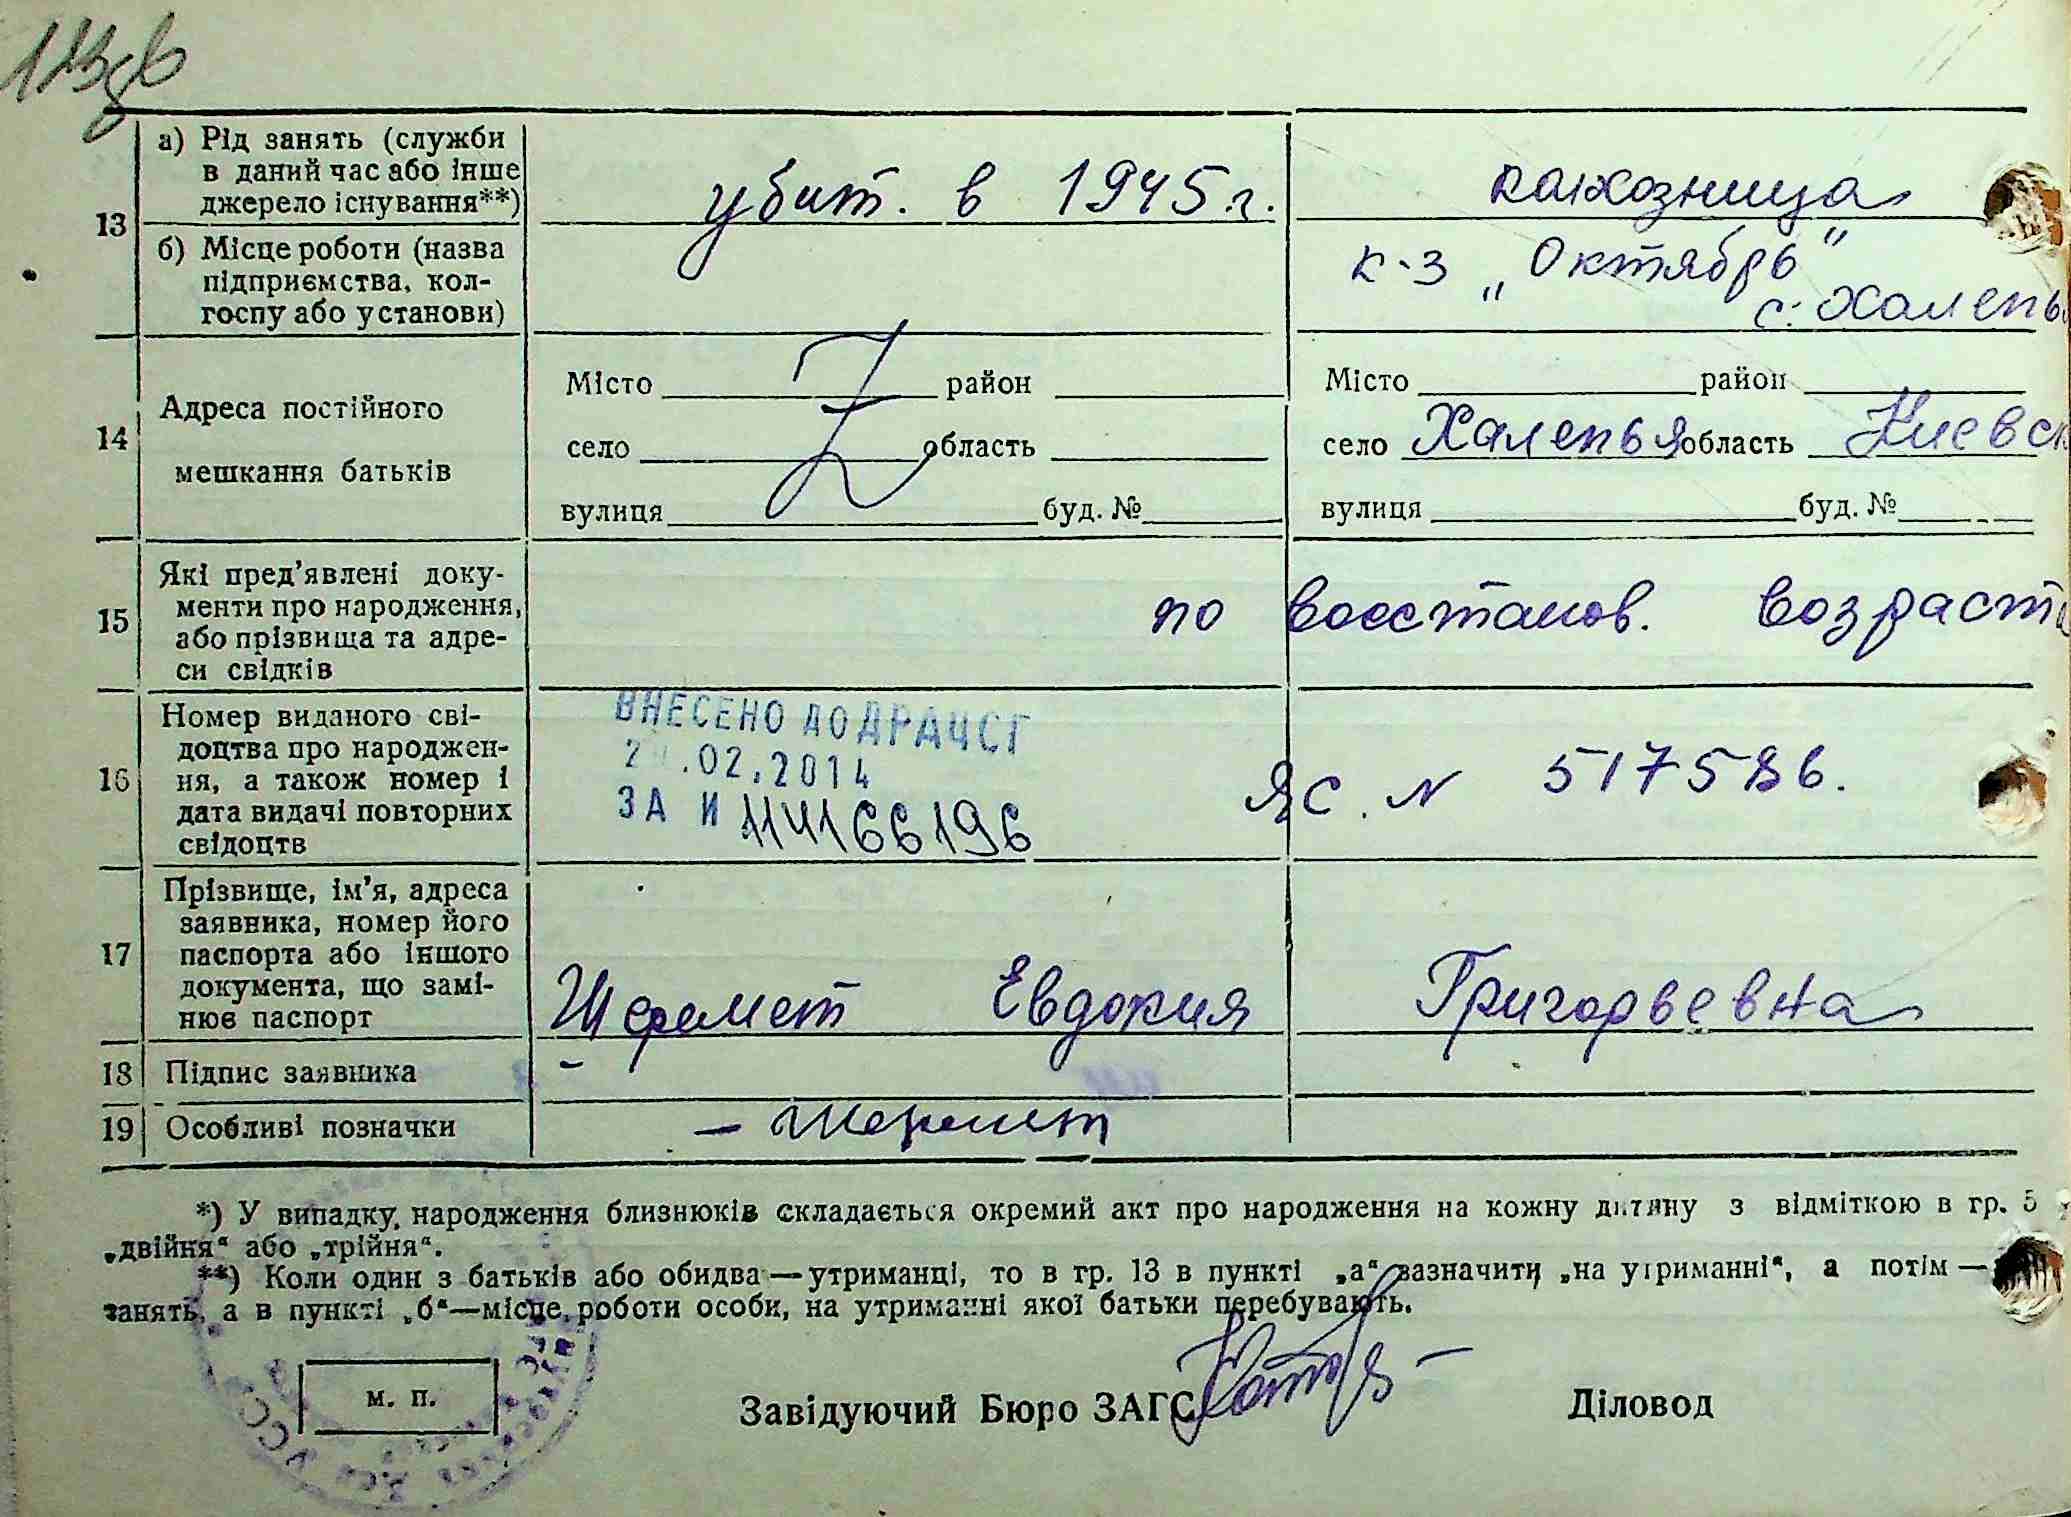 113 зв
13
а) Рід занять (служби в даний час або інше джерело існування**)
убит. в 1945 г.
колхозница
б) Місце роботи (назва підприємства, колгоспу або установи)
к-з „Октябрь"
с. Халепь
14
Адреса постійного мешкання батьків
Місто район
село область
вулиця буд. №
Місто район
село Халепья область Киевск
вулиця буд. №
15
Які пред'явлені документи про народження, або прізвища та адреси свідків
по восстанов. возраст
16
Номер виданого свідоцтва про народження, а також номер і дата видачі повторних свідоцтв
ВНЕСЕНО ДО ДРАЦСГ
.02.2014
ЗА №
ЯС. N 517586.
17
Прізвище, ім'я, адреса заявника, номер його паспорта або іншого документа, що замінює паспорт
Шеремет Евдокия Григорьевна
18 Підпис заявника –
19 Особливі позначки
– Шеремет
*) У випадку, народження близнюків складається окремий акт про народження на кожну дитину з відміткою в гр. 5
„двійня“ або „трійня“.
**) Коли один з батьків або обидва — утриманці, то в гр. 13 в пункті „а“ зазначити „на утриманні“, а потім —
занять, а в пункті „б“—місце роботи особи, на утриманні якої батьки перебувають.
м. п.
Завідуючий Бюро ЗАГС
Діловод
УССР